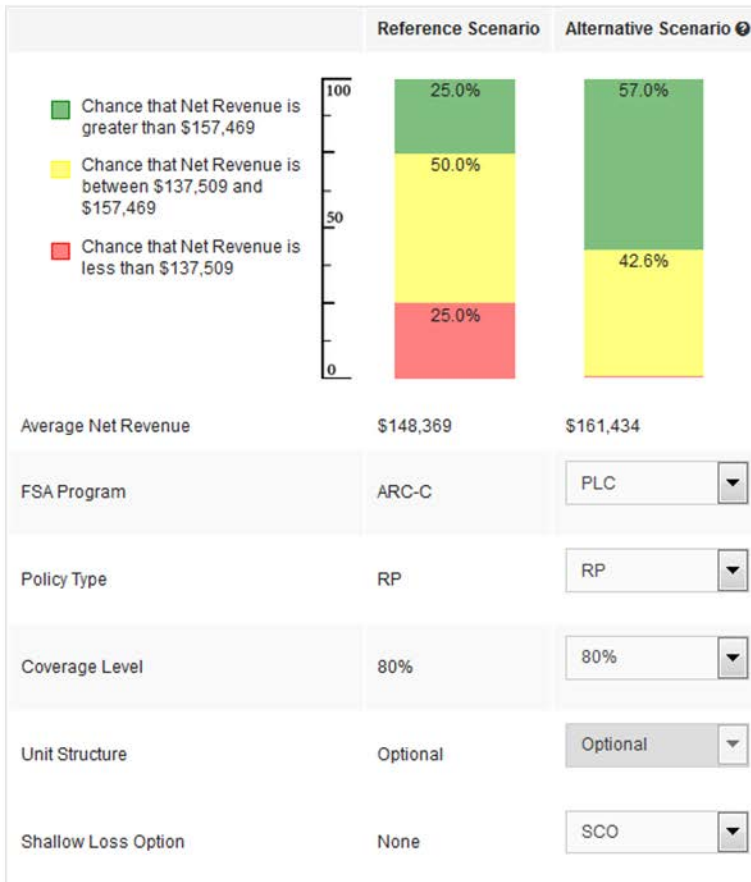 Reference Scenario Alternative Scenario
Chance that Net Revenue is
greater than $157,469
Chance that Net Revenue is
between $137,509 and
$157,469
Chance that Net Revenue is
less than $137,509
100
50
0
25.0%
50.0%
25.0%
57.0%
42.6%
Average Net Revenue $148,369 $161,434
FSA Program ARC-C PLC
Policy Type RP RP
Coverage Level 80% 80%
Unit Structure Optional Optional
Shallow Loss Option None SCO